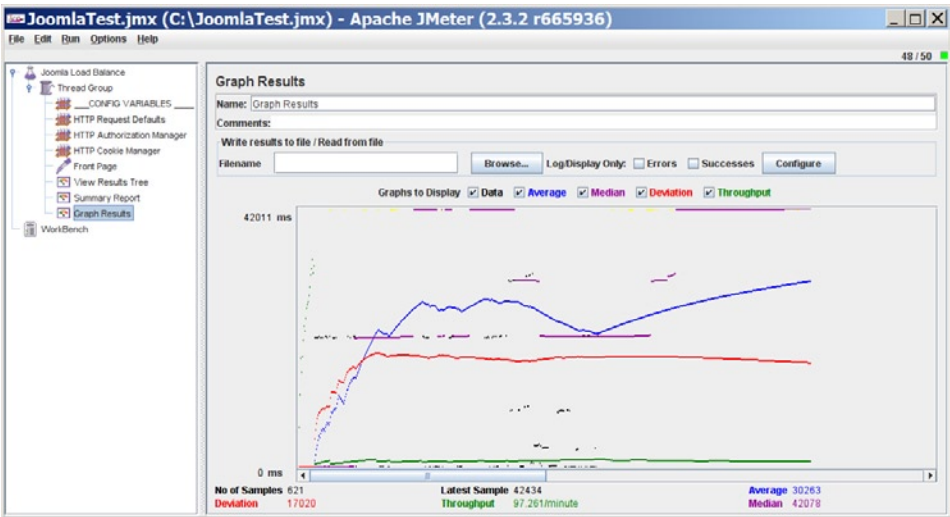 JoomlaTest.jmx (C:\JoomlaTest.jmx) - Apache JMeter (2.3.2 r665936)
File Edit Run Options Help
48 / 50
Joomla Load Balance
Thread Group
___CONFIG VARIABLES ____
HTTP Request Defaults
HTTP Authorization Manager
HTTP Cookie Manager
Front Page
View Results Tree
Summary Report
Graph Results
WorkBench
Graph Results
Name: Graph Results
Comments:
Write results to file / Read from file
Filename Browse... Log/Display Only: Errors Successes Configure
Graphs to Display Data Average Median Deviation Throughput
42011 ms
0 ms
No of Samples 621 Latest Sample 42434 Average 30263
Deviation 17020 Throughput 97.261/minute Median 42078